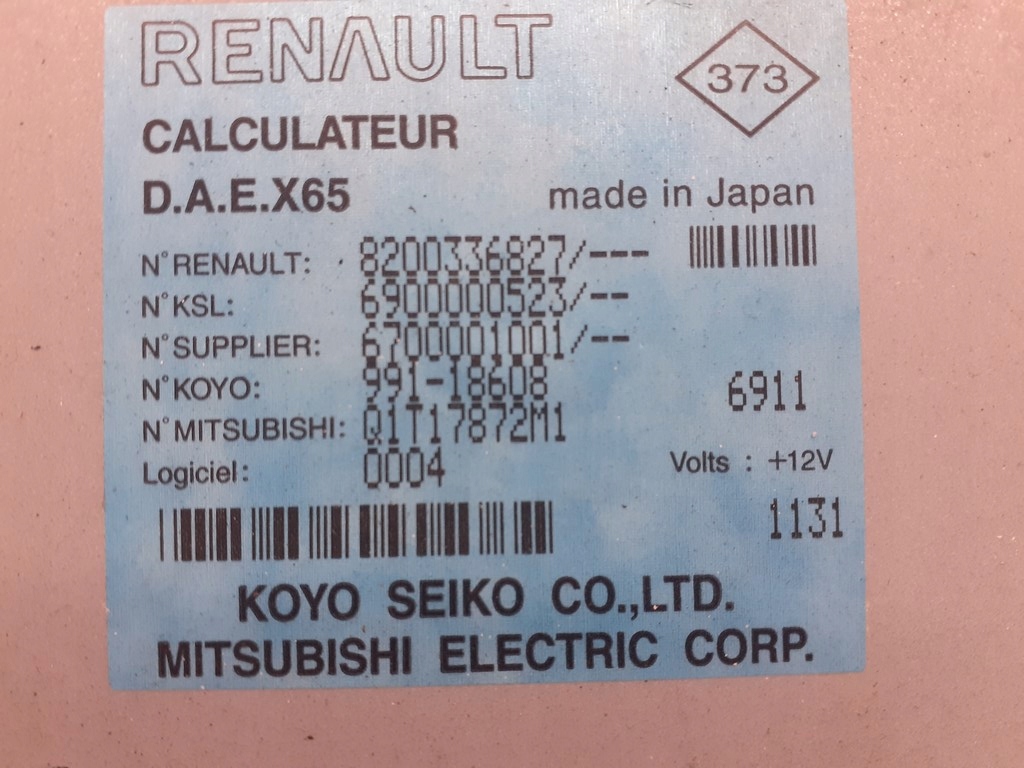 RENAULT
373
CALCULATEUR
D.A.E.X65
made in Japan
N° RENAULT: 8200336827/---
N° KSL: 6900000523/--
N° SUPPLIER: 6700001001/--
N° KOYO: 991-18608
6911
N° MITSUBISHI: Q1T17872M1
Logiciel: 0004
Volts : +12V
1131
KOYO SEIKO CO.,LTD.
MITSUBISHI ELECTRIC CORP.